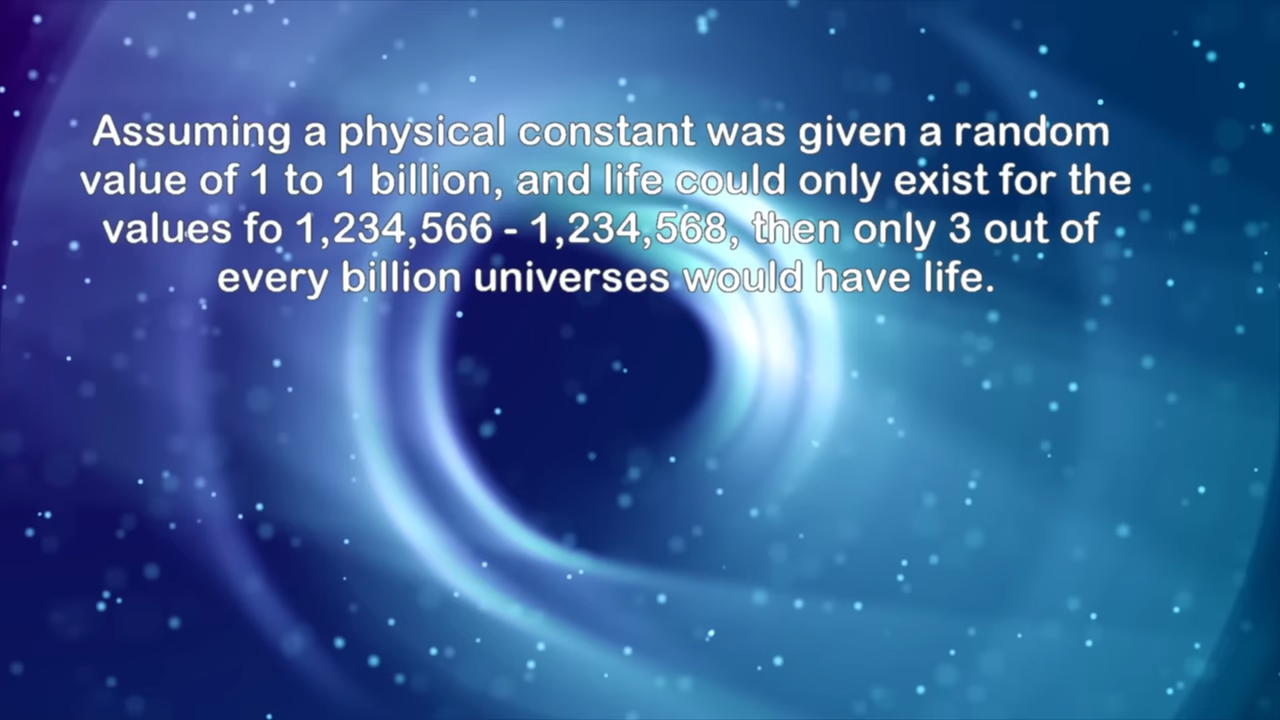 Assuming a physical constant was given a random
value of 1 to 1 billion, and life could only exist for the
values fo 1,234,566 - 1,234,568, then only 3 out of
every billion universes would have life.